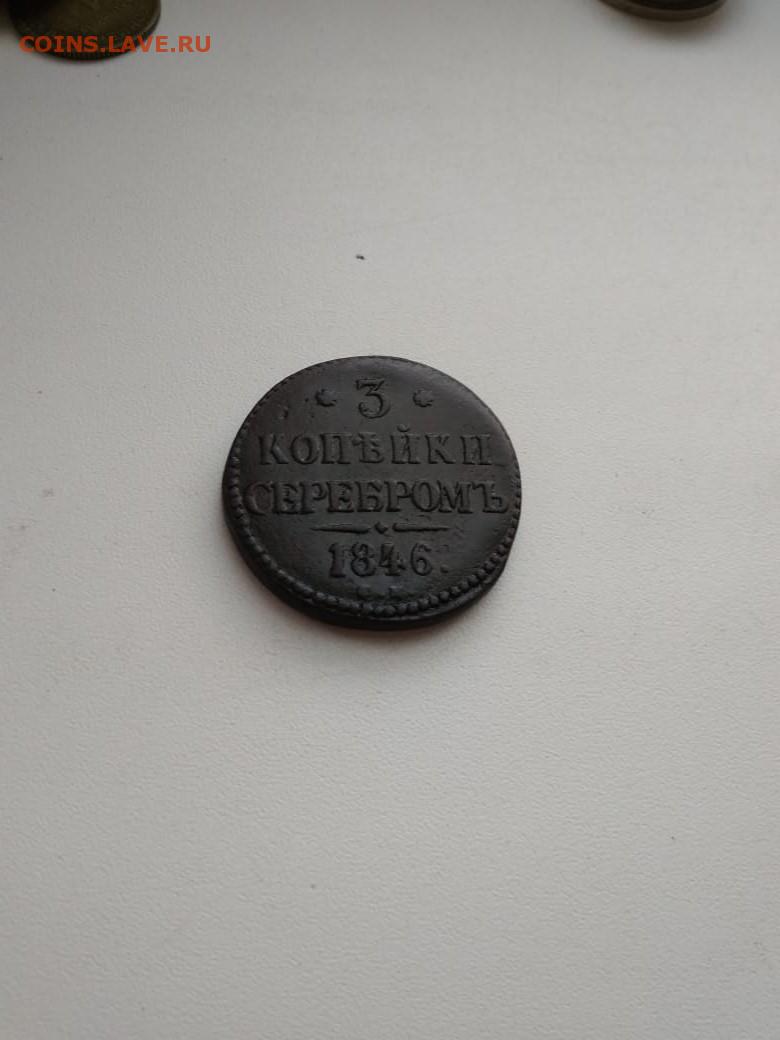 COINS.LAVE.RU
* 3 *
КОПѢЙКИ
СЕРЕБРОМЪ
1846